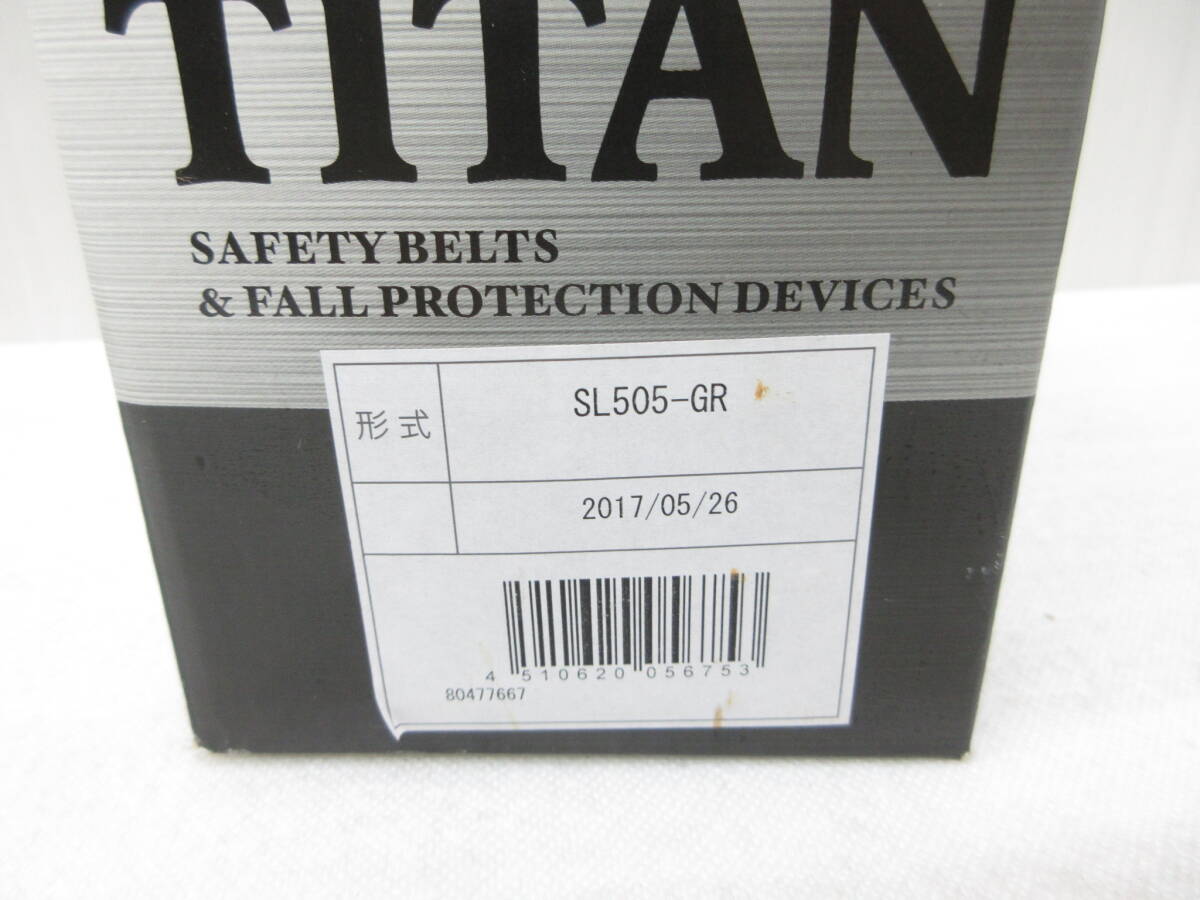 TITAN
SAFETY BELTS
& FALL PROTECTION DEVICES
形式 SL505-GR
2017/05/26
4 510620 056753
80477667